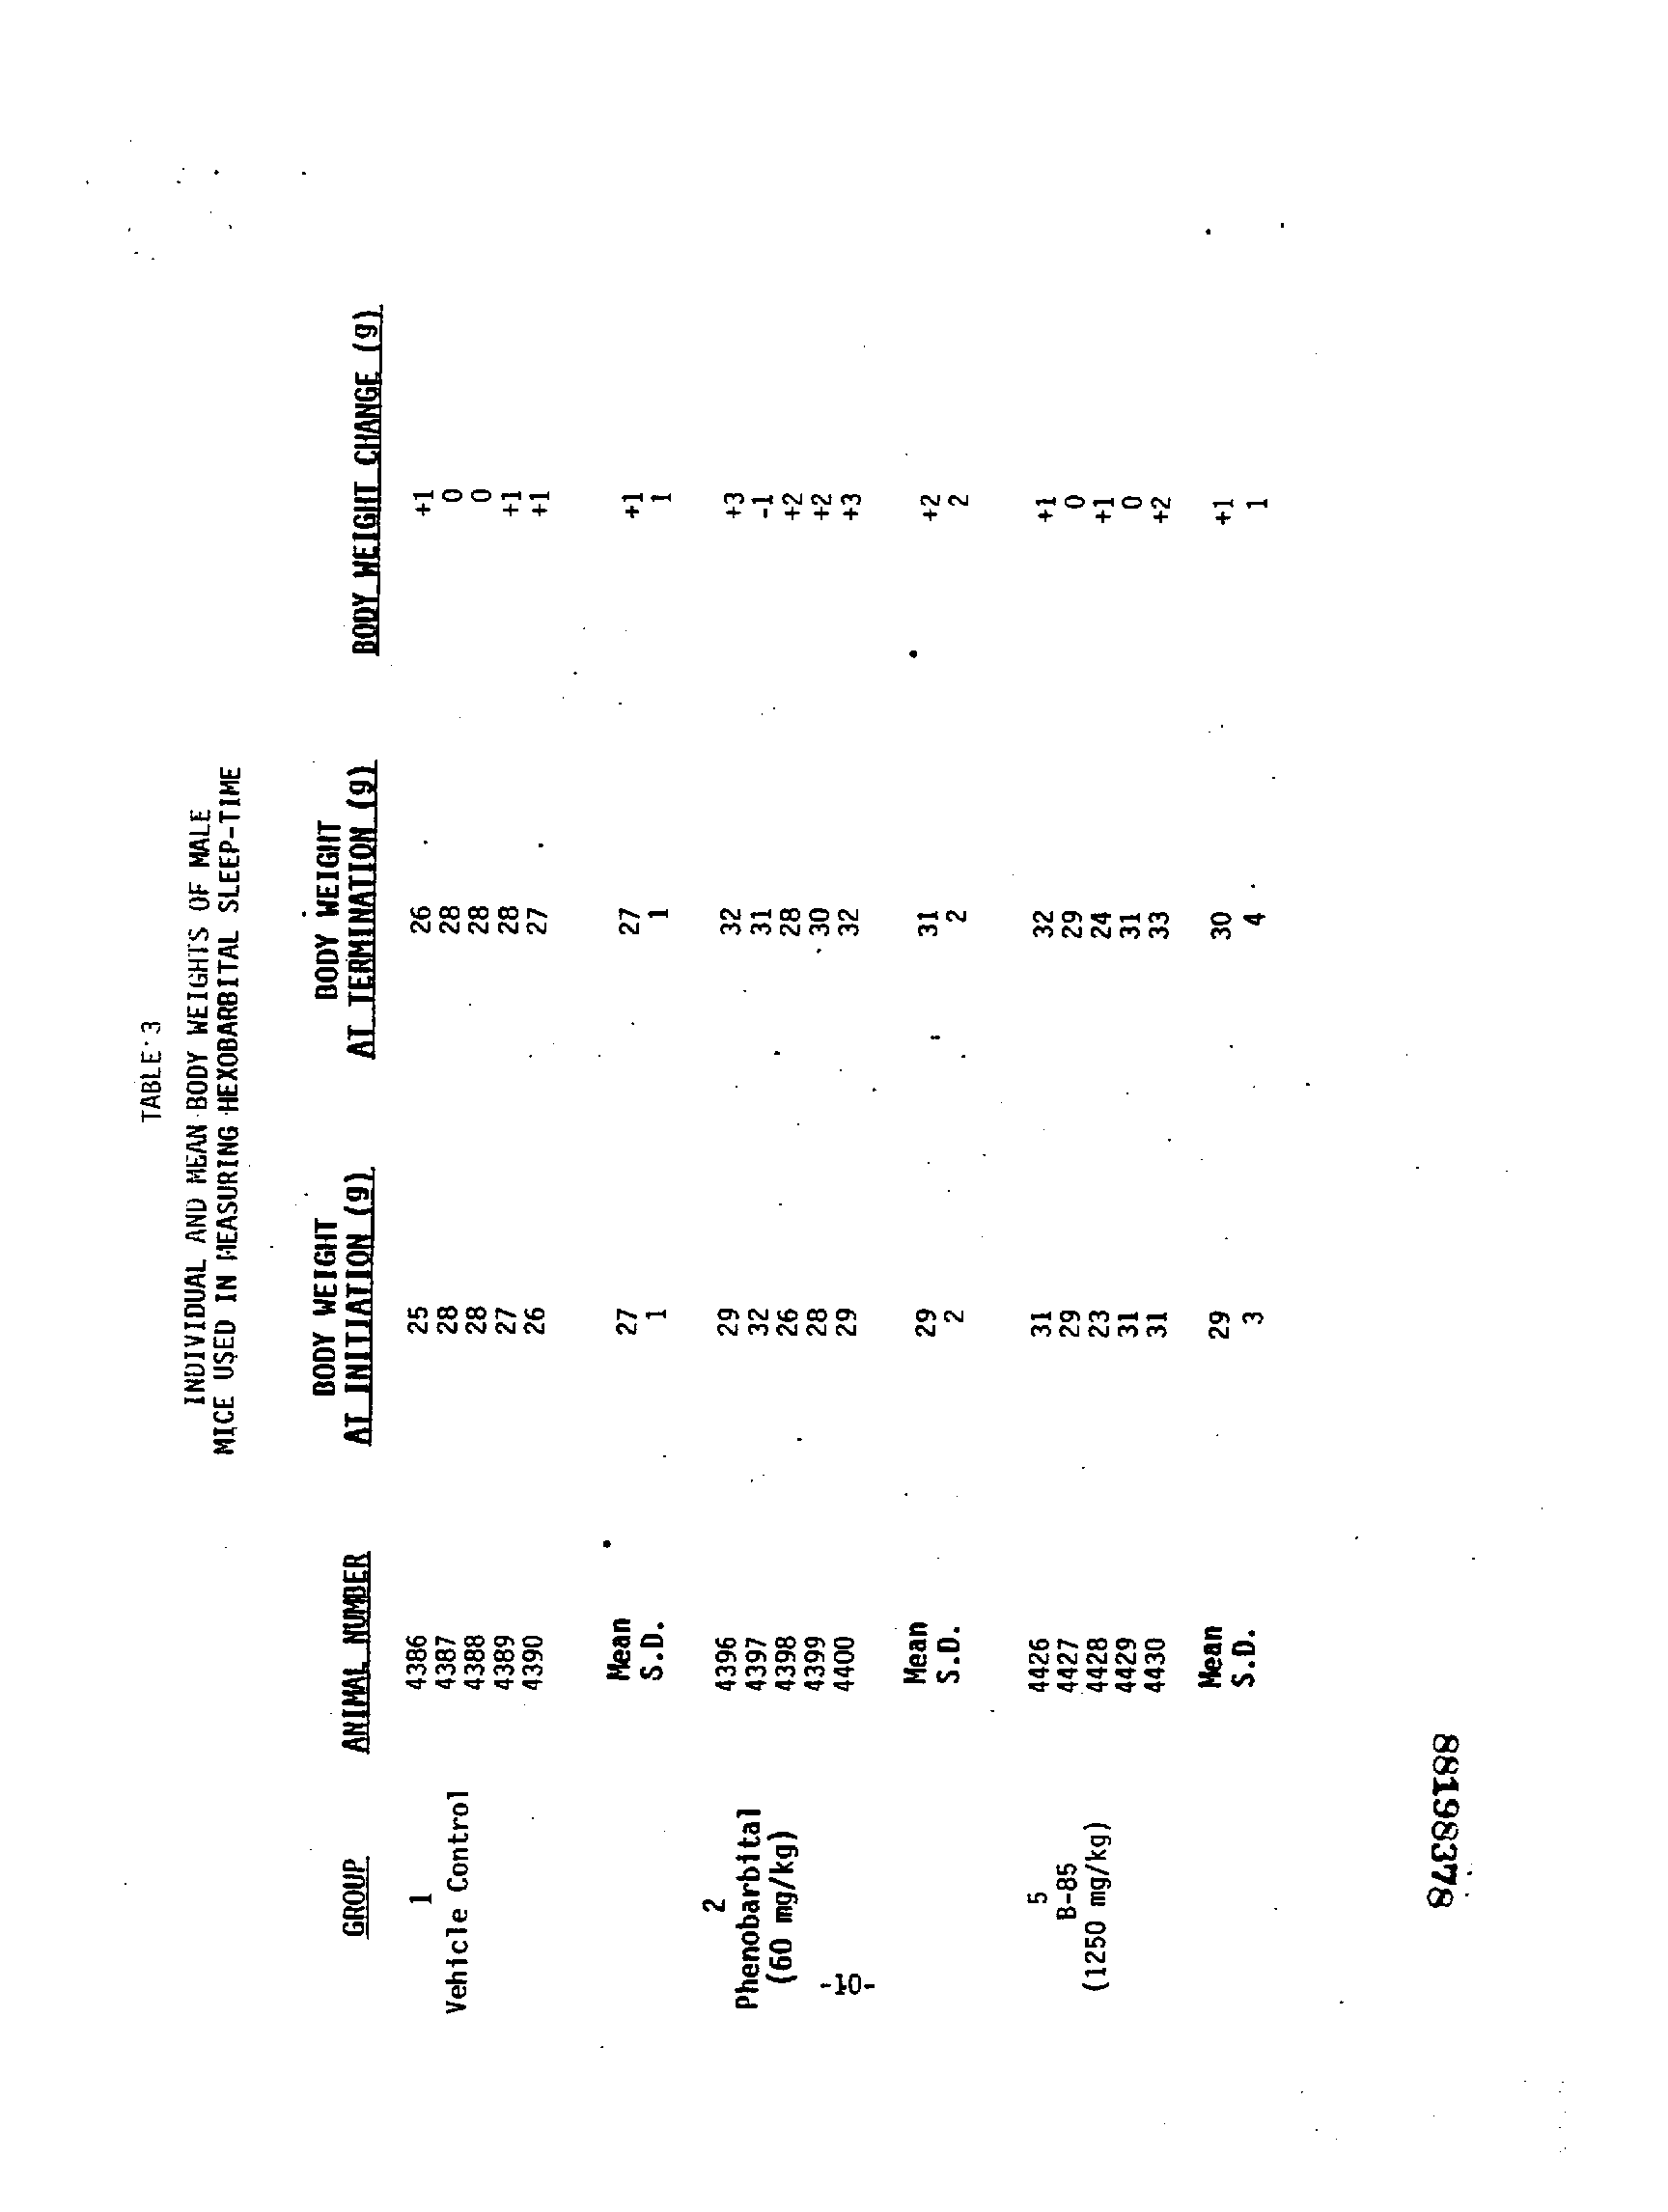 TABLE 3
INDIVIDUAL AND MEAN BODY WEIGHTS OF MALE
MICE USED IN MEASURING HEXOBARBITAL SLEEP-TIME
BODY WEIGHT BODY WEIGHT
GROUP ANIMAL NUMBER AT INITIATION (g) AT TERMINATION (g) BODY WEIGHT CHANGE (g)
1 4386 25 26 +1
Vehicle Control 4387 28 28 0
4388 28 28 0
4389 27 28 +1
4390 26 27 +1
Mean 27 27 +1
S.D. 1 1 1
2 4396 29 32 +3
Phenobarbital 4397 32 31 -1
(60 mg/kg) 4398 26 28 +2
4399 28 30 +2
4400 29 32 +3
Mean 29 31 +2
S.D. 2 2 2
5 4426 31 32 +1
B-85 4427 29 29 0
(1250 mg/kg) 4428 23 24 +1
4429 31 31 0
4430 31 33 +2
Mean 29 30 +1
S.D. 3 4 1
-10-
88198378